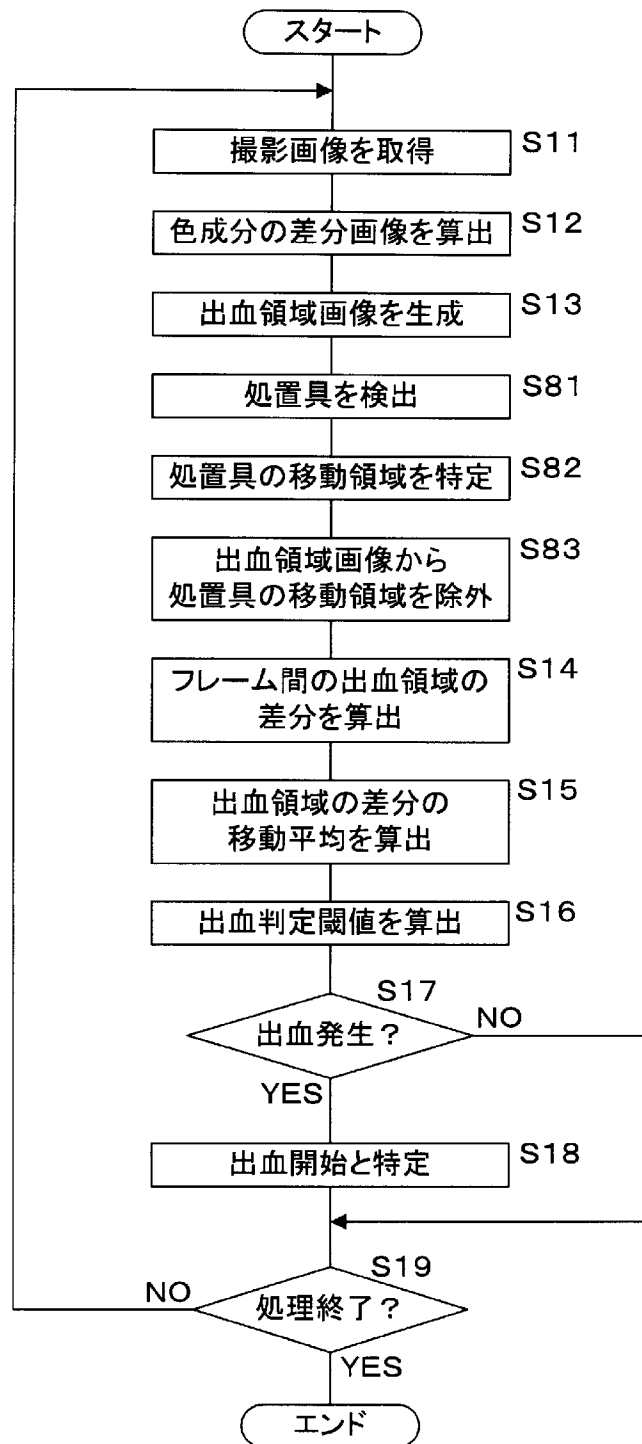 スタート
撮影画像を取得
S11
色成分の差分画像を算出
S12
出血領域画像を生成
S13
処置具を検出
S81
処置具の移動領域を特定
S82
出血領域画像から
処置具の移動領域を除外
S83
フレーム間の出血領域の
差分を算出
S14
出血領域の差分の
移動平均を算出
S15
出血判定閾値を算出
S16
S17
出血発生？
NO
YES
出血開始と特定
S18
S19
NO
処理終了？
YES
エンド